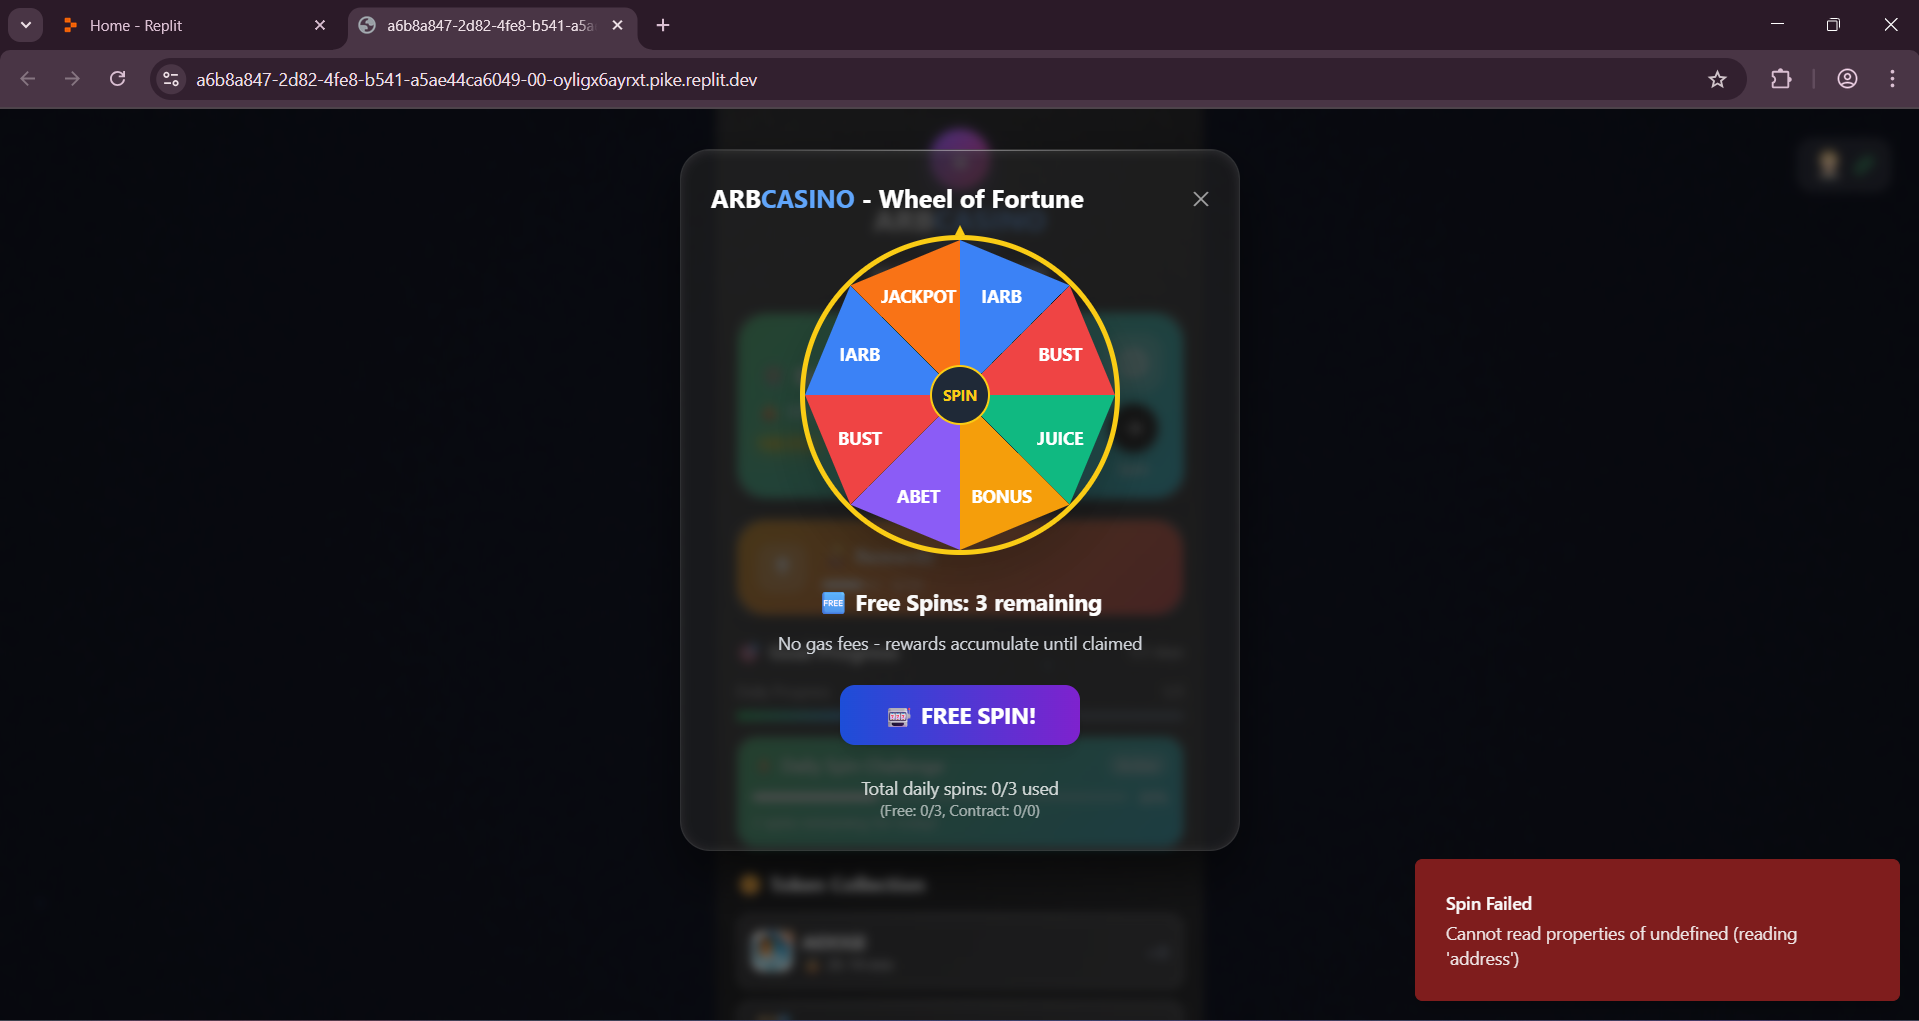 Home - Replit
a6b8a847-2d82-4fe8-b541-a5a
a6b8a847-2d82-4fe8-b541-a5ae44ca6049-00-oyligx6ayrxt.pike.replit.dev
ARBCASINO - Wheel of Fortune
JACKPOT
IARB
IARB
BUST
SPIN
BUST
JUICE
ABET
BONUS
FREE
Free Spins: 3 remaining
No gas fees - rewards accumulate until claimed
FREE SPIN!
Total daily spins: 0/3 used
(Free: 0/3, Contract: 0/0)
Token Collection
Spin Failed
Cannot read properties of undefined (reading
'address')